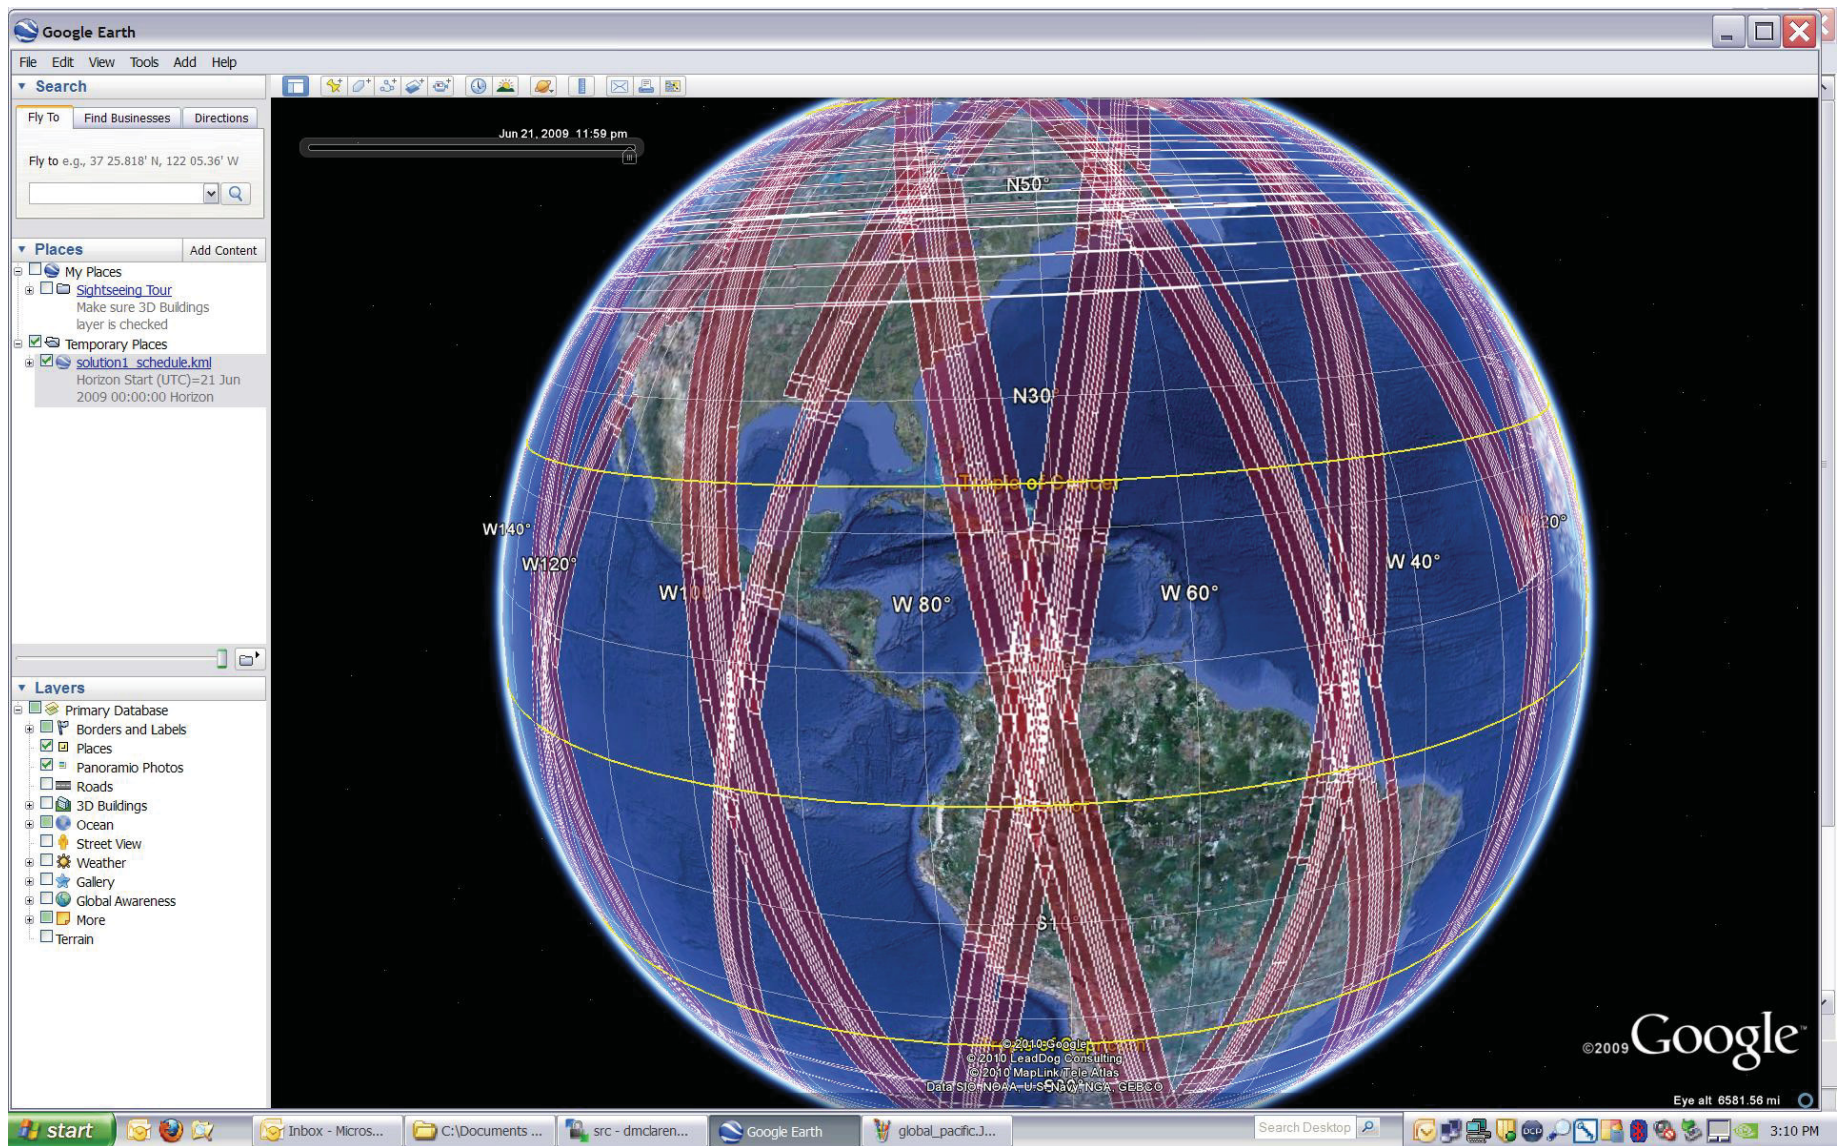 Google Earth
File Edit View Tools Add Help
Search
Fly To Find Businesses Directions
Fly to e.g., 37 25.818' N, 122 05.36' W
Places Add Content
My Places
Sightseeing Tour
Make sure 3D Buildings
layer is checked
Temporary Places
solution1_schedule.kml
Horizon Start (UTC)=21 Jun
2009 00:00:00 Horizon
Layers
Primary Database
Borders and Labels
Places
Panoramio Photos
Roads
3D Buildings
Ocean
Street View
Weather
Gallery
Global Awareness
More
Terrain
Jun 21, 2009 11:59 pm
N50°
N30°
Tropic of Cancer
W140°
W120°
W 80°
W 60°
W 40°
S10°
© 2010 Google
© 2010 LeadDog Consulting
© 2010 MapLink/Tele Atlas
Data SIO, NOAA, U.S. Navy, NGA, GEBCO
©2009 Google
Eye alt 6581.56 mi
start
Inbox - Micros...
C:\Documents ...
src - dmclaren...
Google Earth
global_pacific.J...
Search Desktop
DCP
3:10 PM